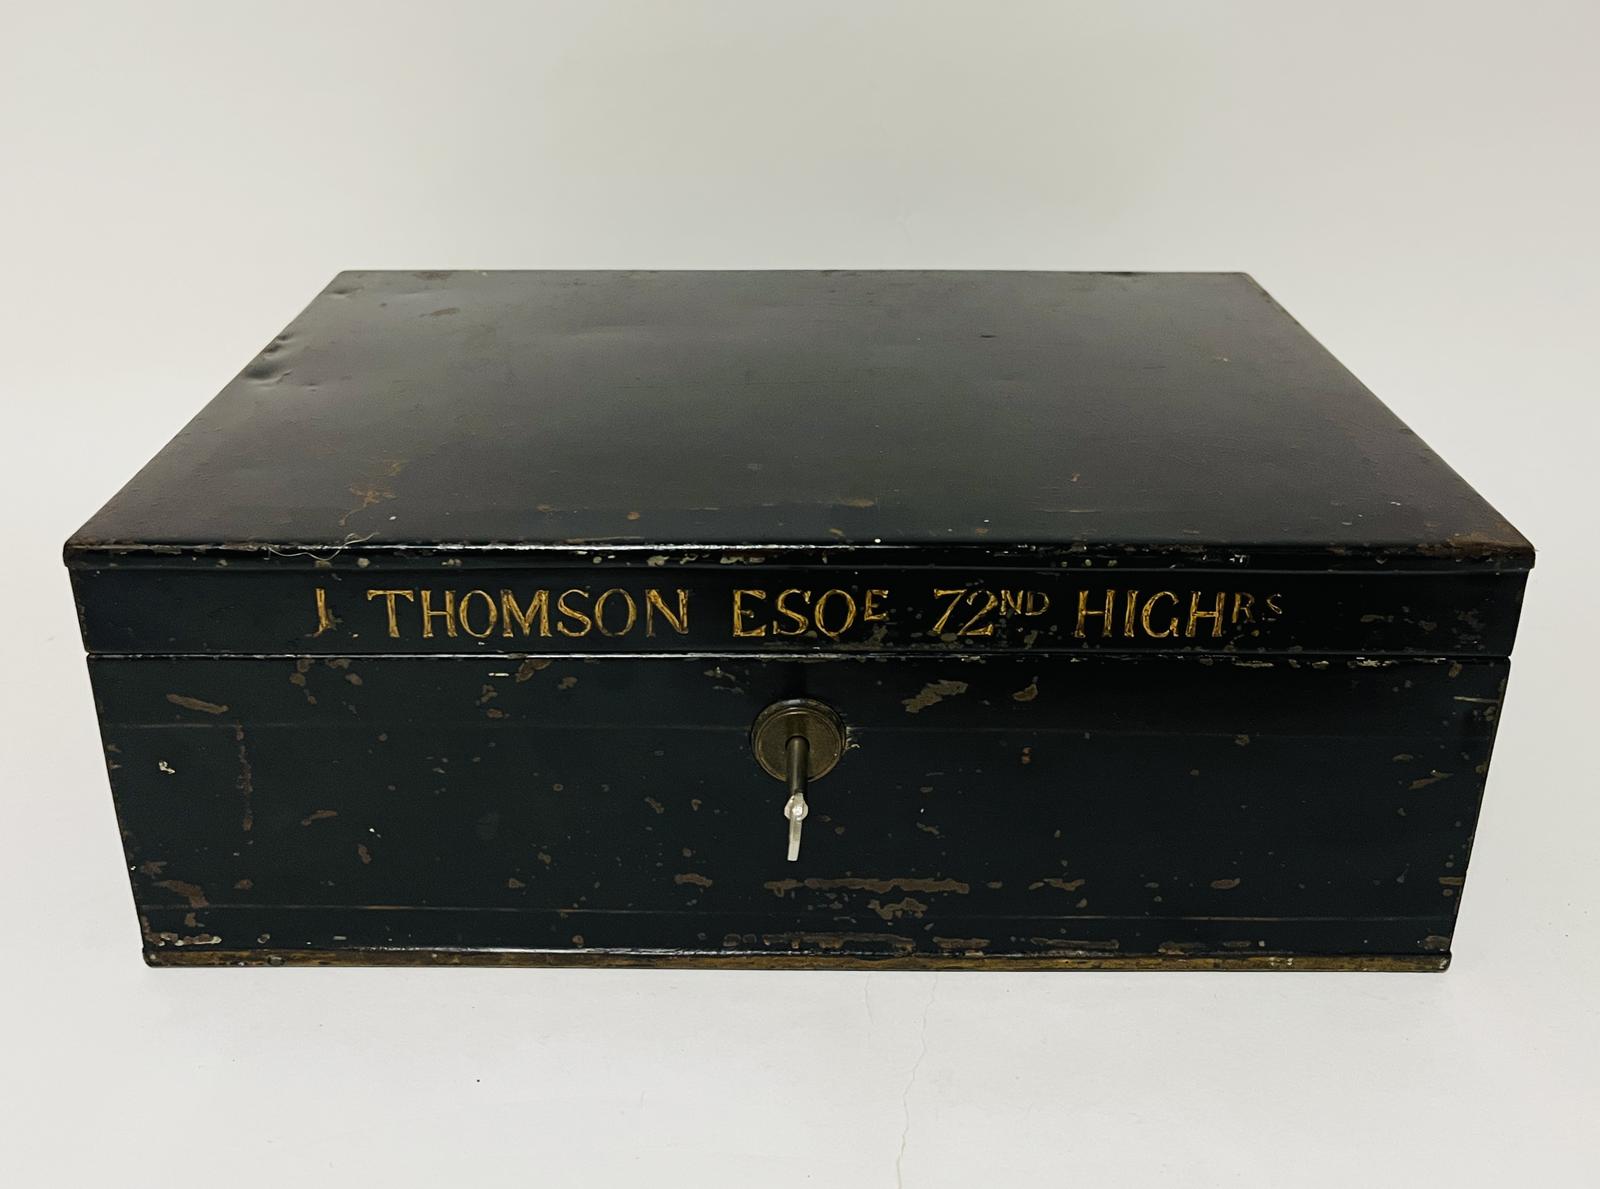 J THOMSON ESQE 72ND HIGHRS